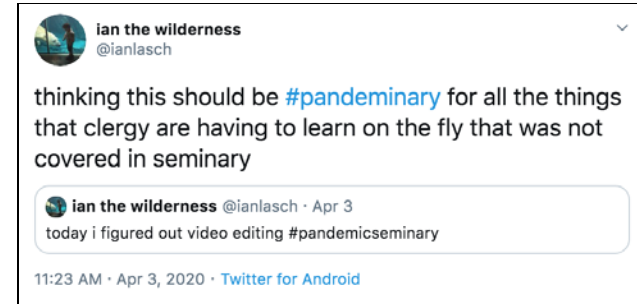 ian the wilderness
@ianlasch
thinking this should be #pandeminary for all the things
that clergy are having to learn on the fly that was not
covered in seminary
ian the wilderness @ianlasch · Apr 3
today i figured out video editing #pandemicseminary
11:23 AM · Apr 3, 2020 · Twitter for Android